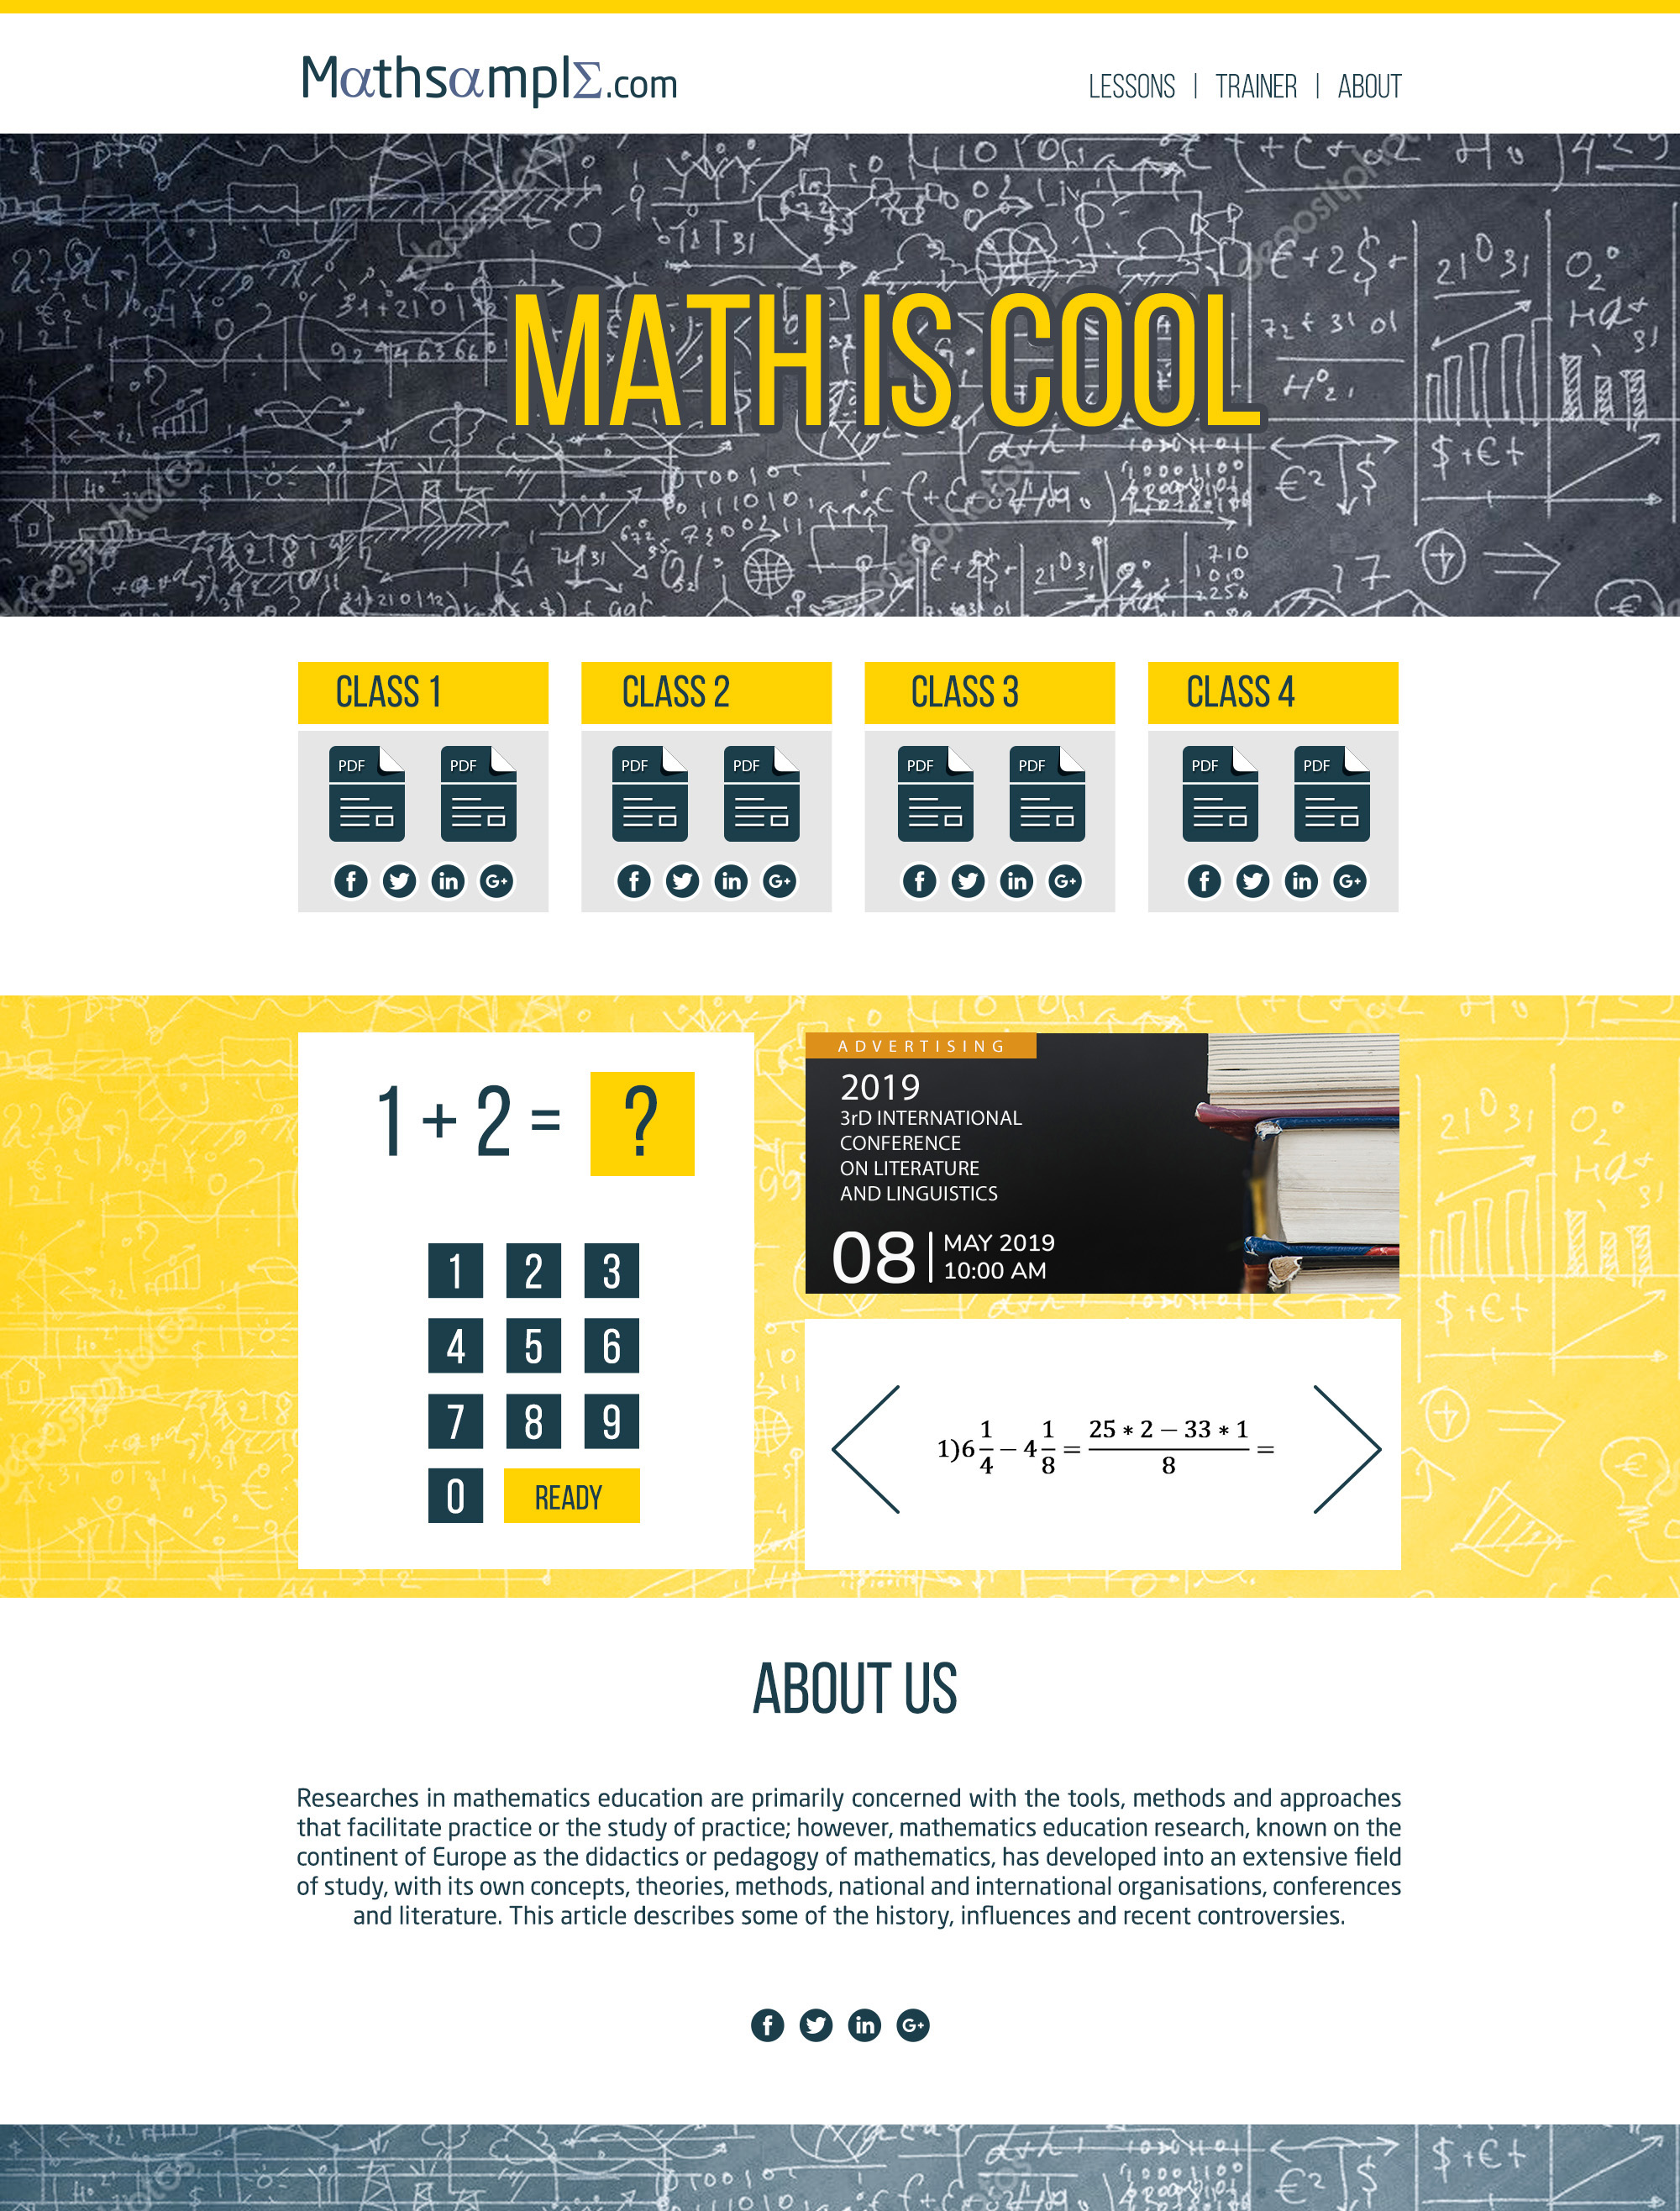 MαthsαmplΣ.com
LESSONS | TRAINER | ABOUT
MATH IS COOL
CLASS 1
CLASS 2
CLASS 3
CLASS 4
PDF PDF
PDF PDF
PDF PDF
PDF PDF
1 + 2 = ?
1 2 3
4 5 6
7 8 9
0 READY
ADVERTISING
2019
3rD INTERNATIONAL
CONFERENCE
ON LITERATURE
AND LINGUISTICS
08 | MAY 2019
10:00 AM
1)6 1/4 − 4 1/8 = (25 * 2 − 33 * 1)/8 =
ABOUT US
Researches in mathematics education are primarily concerned with the tools, methods and approaches
that facilitate practice or the study of practice; however, mathematics education research, known on the
continent of Europe as the didactics or pedagogy of mathematics, has developed into an extensive field
of study, with its own concepts, theories, methods, national and international organisations, conferences
and literature. This article describes some of the history, influences and recent controversies.